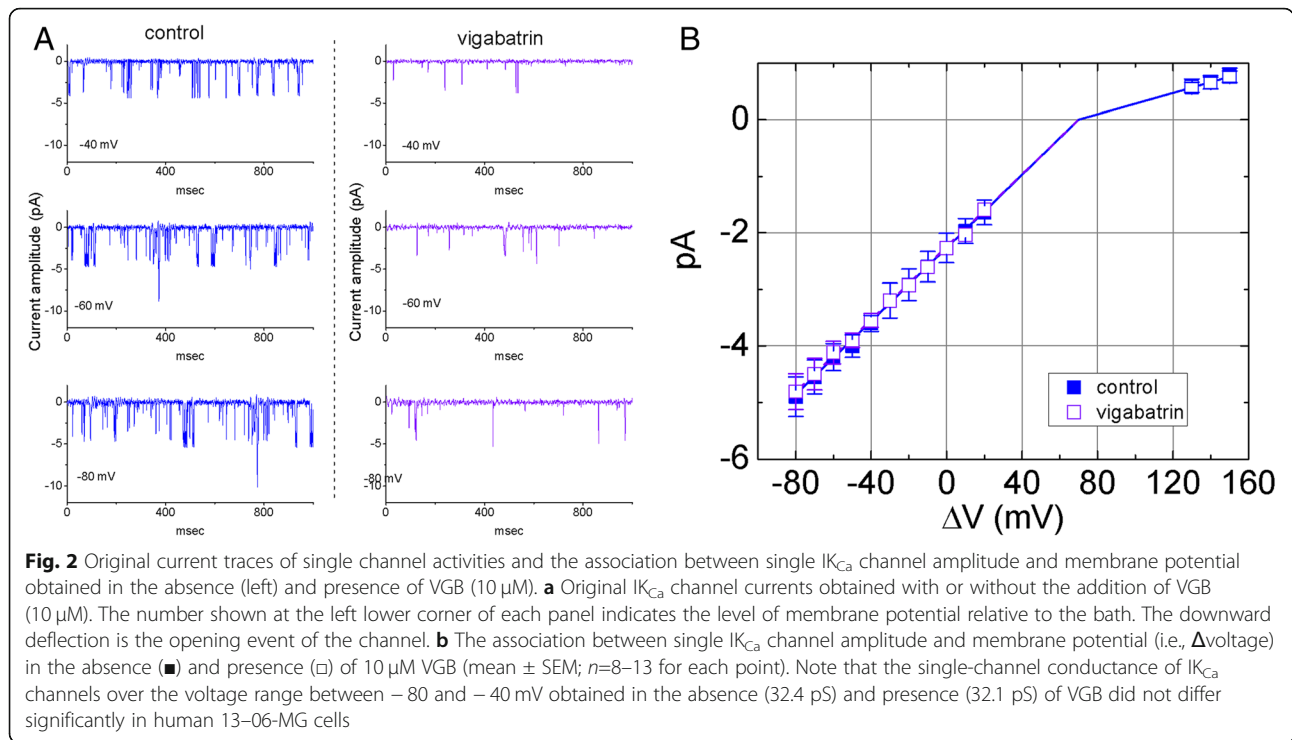 A
control
vigabatrin
B
Current amplitude (pA)
0
-5
-10
-40 mV
0 400 800
msec
0
-5
-10
-40 mV
0 400 800
msec
0
-5
-10
-60 mV
0 400 800
msec
Current amplitude (pA)
0
-5
-10
-60 mV
0 400 800
msec
0
-5
-10
-80 mV
0 400 800
msec
0
-5
-10
-80 mV
0 400 800
msec
pA
0
-2
-4
-6
control
vigabatrin
-80 -40 0 40 80 120 160
ΔV (mV)
Fig. 2 Original current traces of single channel activities and the association between single IKCa channel amplitude and membrane potential
obtained in the absence (left) and presence of VGB (10 μM). a Original IKCa channel currents obtained with or without the addition of VGB
(10 μM). The number shown at the left lower corner of each panel indicates the level of membrane potential relative to the bath. The downward
deflection is the opening event of the channel. b The association between single IKCa channel amplitude and membrane potential (i.e., Δvoltage)
in the absence (■) and presence (□) of 10 μM VGB (mean ± SEM; n=8–13 for each point). Note that the single-channel conductance of IKCa
channels over the voltage range between − 80 and − 40 mV obtained in the absence (32.4 pS) and presence (32.1 pS) of VGB did not differ
significantly in human 13–06-MG cells